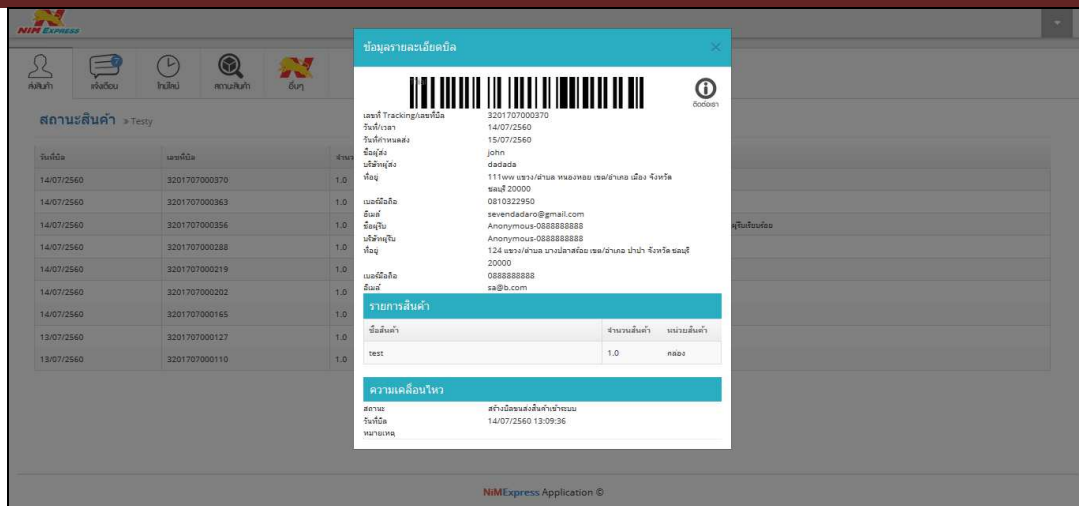 NIM EXPRESS
ส่งสินค้า
7
แจ้งเตือน
ไทม์ไลน์
สถานะสินค้า
อื่นๆ
สถานะสินค้า » Testy
วันที่บิล เลขที่บิล จำนว
14/07/2560 3201707000370 1.0
14/07/2560 3201707000363 1.0
14/07/2560 3201707000356 1.0
14/07/2560 3201707000288 1.0
14/07/2560 3201707000219 1.0
14/07/2560 3201707000202 1.0
14/07/2560 3201707000165 1.0
13/07/2560 3201707000127 1.0
13/07/2560 3201707000110 1.0
ข้อมูลรายละเอียดบิล ×
ติดต่อเรา
เลขที่ Tracking/เลขที่บิล 3201707000370
วันที่/เวลา 14/07/2560
วันที่กำหนดส่ง 15/07/2560
ชื่อผู้ส่ง john
บริษัทผู้ส่ง dadada
ที่อยู่ 111ww แขวง/ตำบล หนองหอย เขต/อำเภอ เมือง จังหวัด
ชลบุรี 20000
เบอร์มือถือ 0810322950
อีเมล์ sevendadaro@gmail.com
ชื่อผู้รับ Anonymous-0888888888
บริษัทผู้รับ Anonymous-0888888888
ที่อยู่ 124 แขวง/ตำบล บางปลาสร้อย เขต/อำเภอ ปาปา จังหวัด ชลบุรี
20000
เบอร์มือถือ 0888888888
อีเมล์ sa@b.com
รายการสินค้า
ชื่อสินค้า จำนวนสินค้า หน่วยสินค้า
test 1.0 กล่อง
ความเคลื่อนไหว
สถานะ สร้างบิลขนส่งสินค้าเข้าระบบ
วันที่บิล 14/07/2560 13:09:36
หมายเหตุ
NiMExpress Application ©